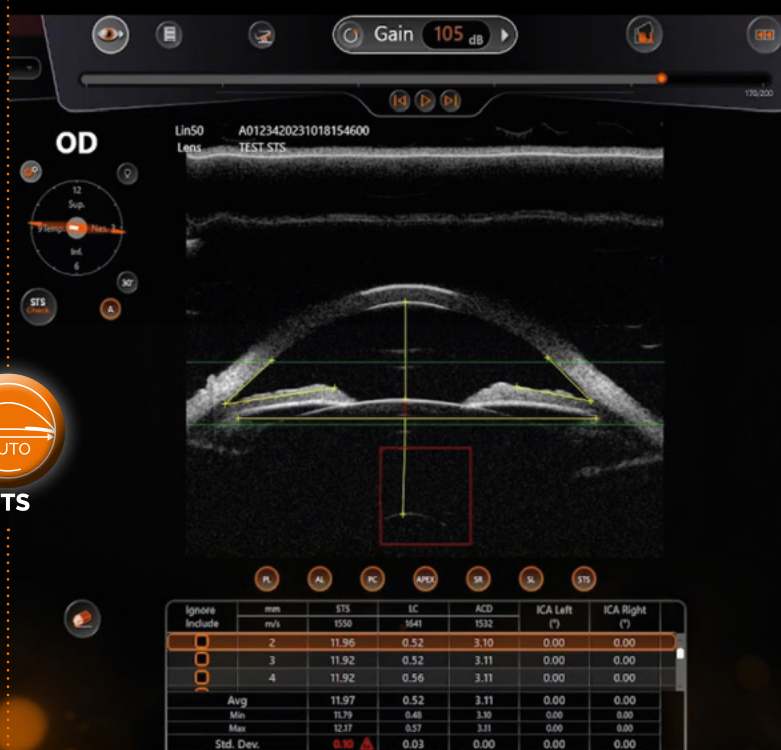 Gain 105 dB
170/200
OD
Lin50 A0123420231018154600
Lens TEST STS
12
Sup.
9 Temp. Nas. 3
Inf.
6
30°
STS
Check
A
UTO
TS
PL AL PC APEX SR SL STS
Ignore mm STS LC ACD ICA Left ICA Right
Include m/s 1550 1641 1532 (°) (°)
2 11.96 0.52 3.10 0.00 0.00
3 11.92 0.52 3.11 0.00 0.00
4 11.92 0.56 3.11 0.00 0.00
Avg 11.97 0.52 3.11 0.00 0.00
Min 11.79 0.48 3.10 0.00 0.00
Max 12.17 0.57 3.11 0.00 0.00
Std. Dev. 0.10 0.03 0.00 0.00 0.00